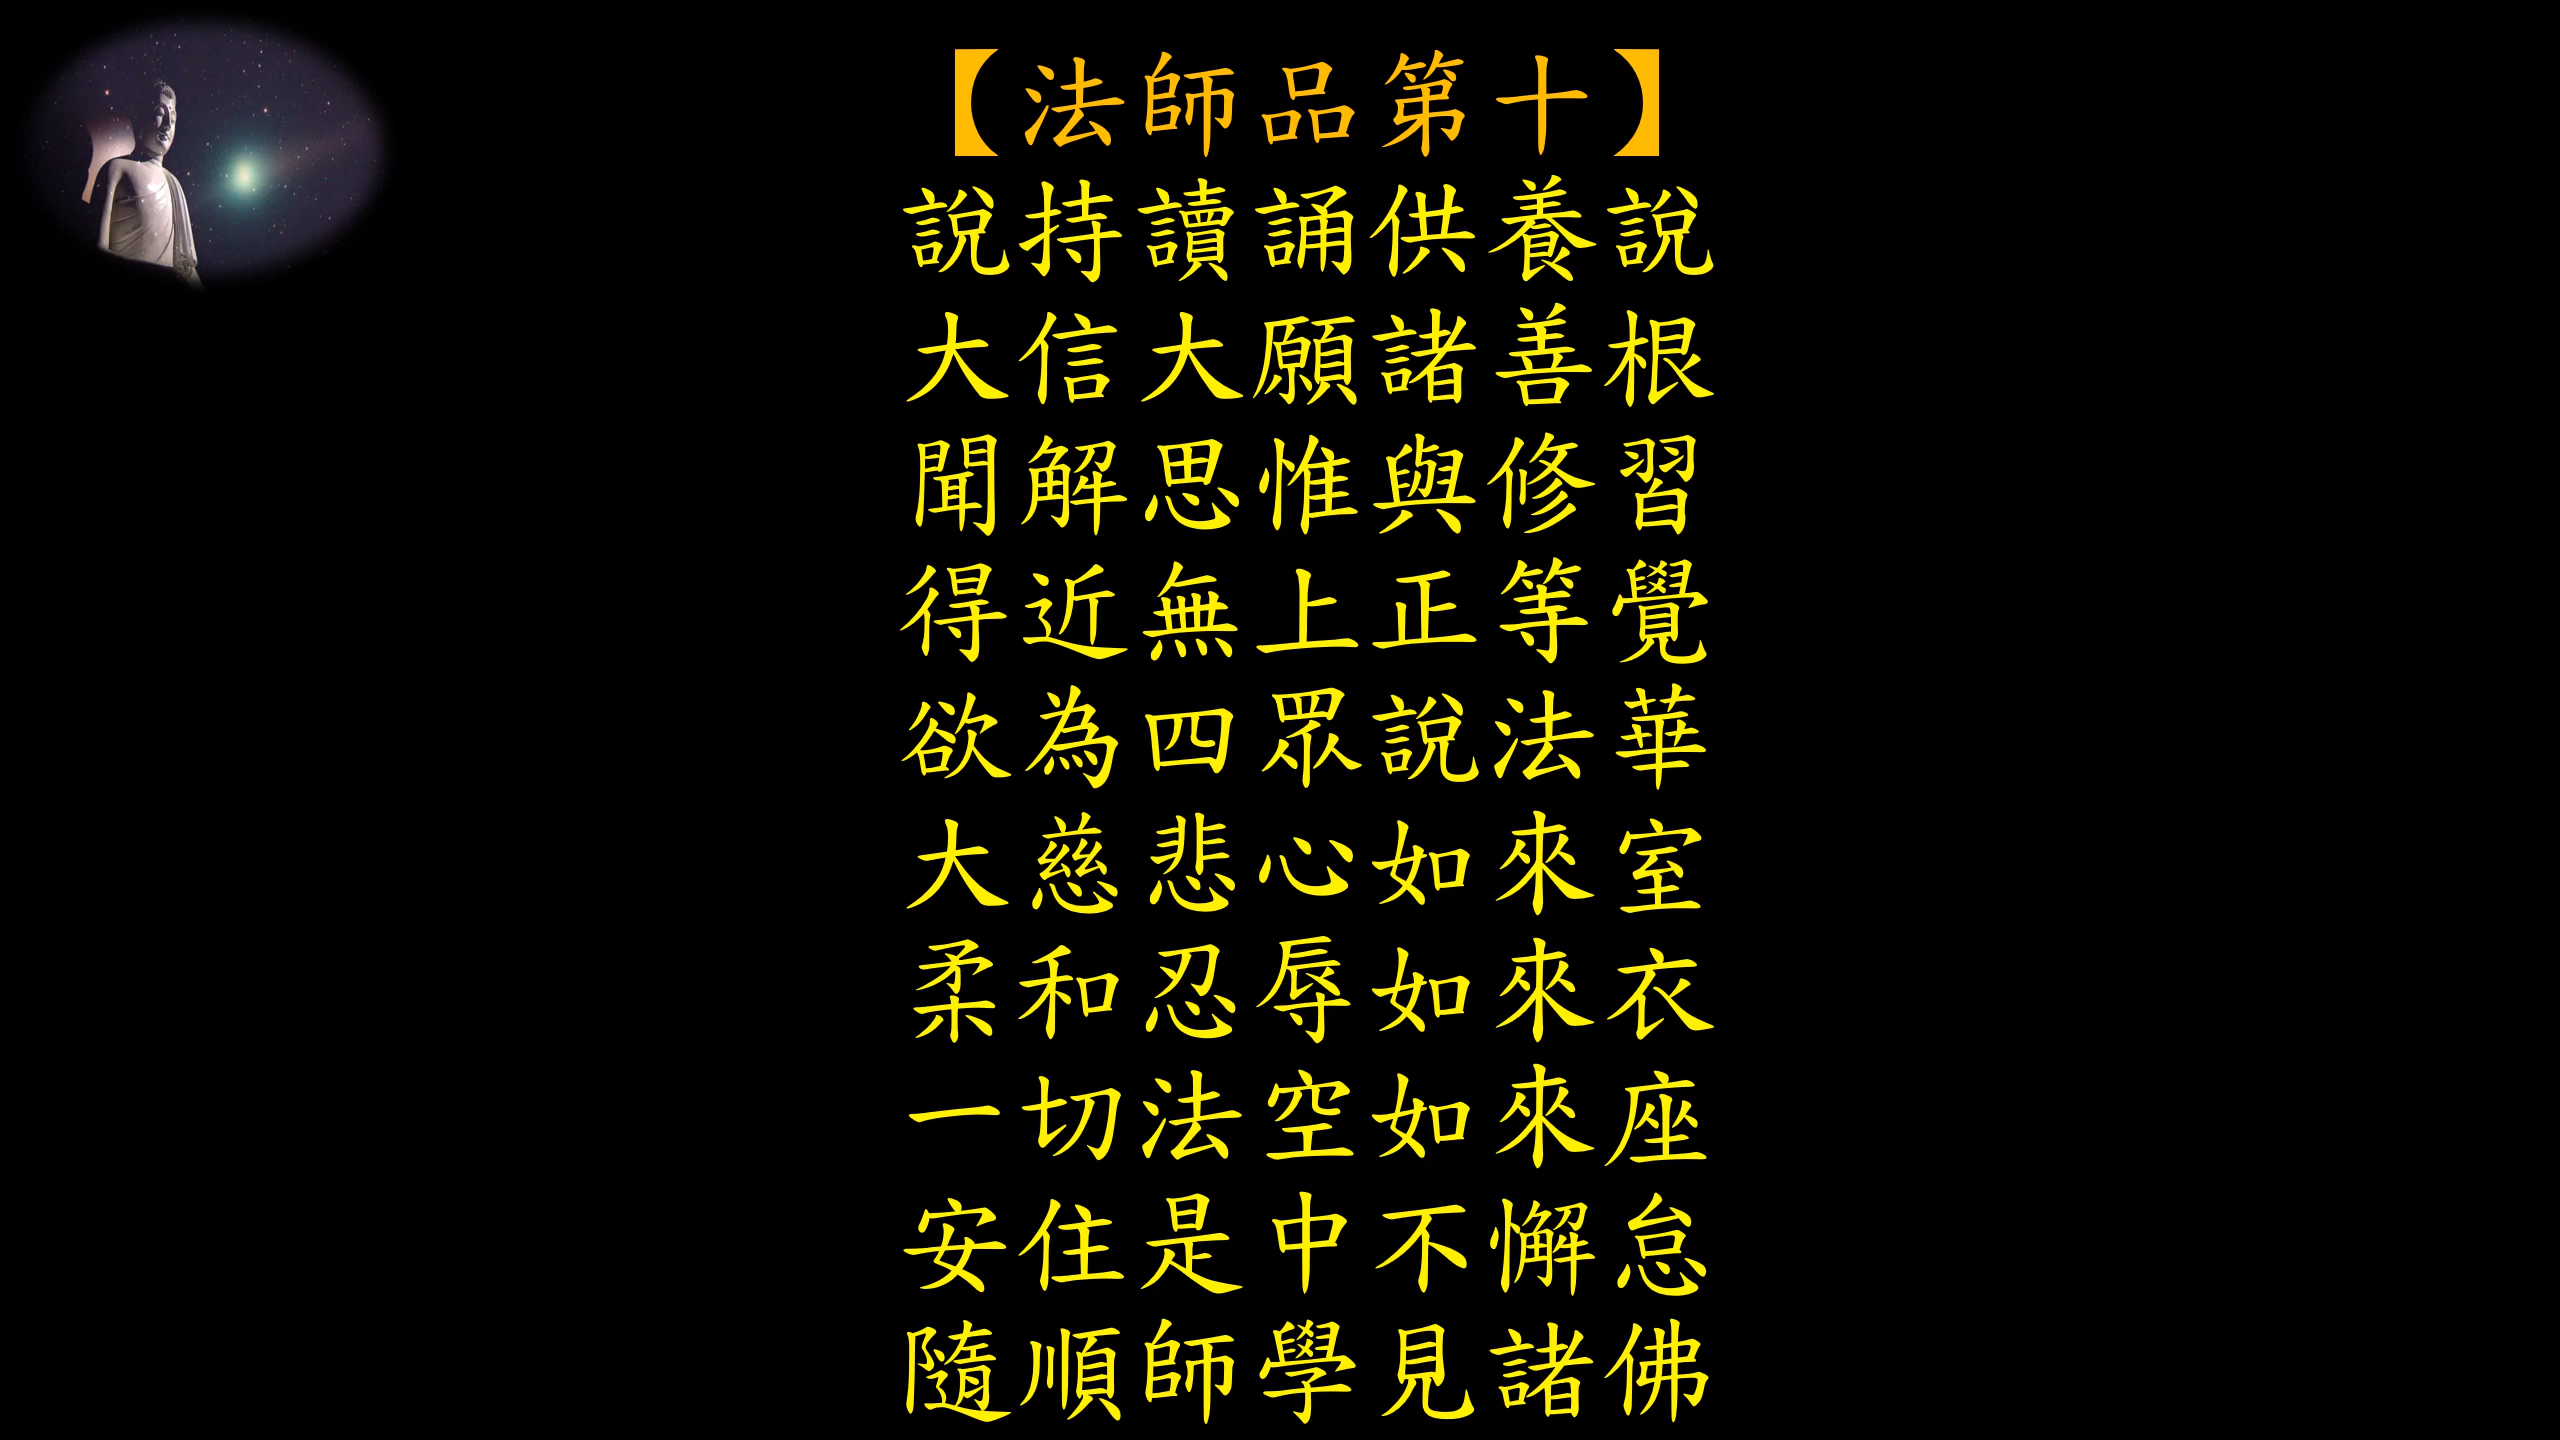 【法師品第十】
說持讀誦供養說
大信大願諸善根
聞解思惟與修習
得近無上正等覺
欲為四眾說法華
大慈悲心如來室
柔和忍辱如來衣
一切法空如來座
安住是中不懈怠
隨順師學見諸佛